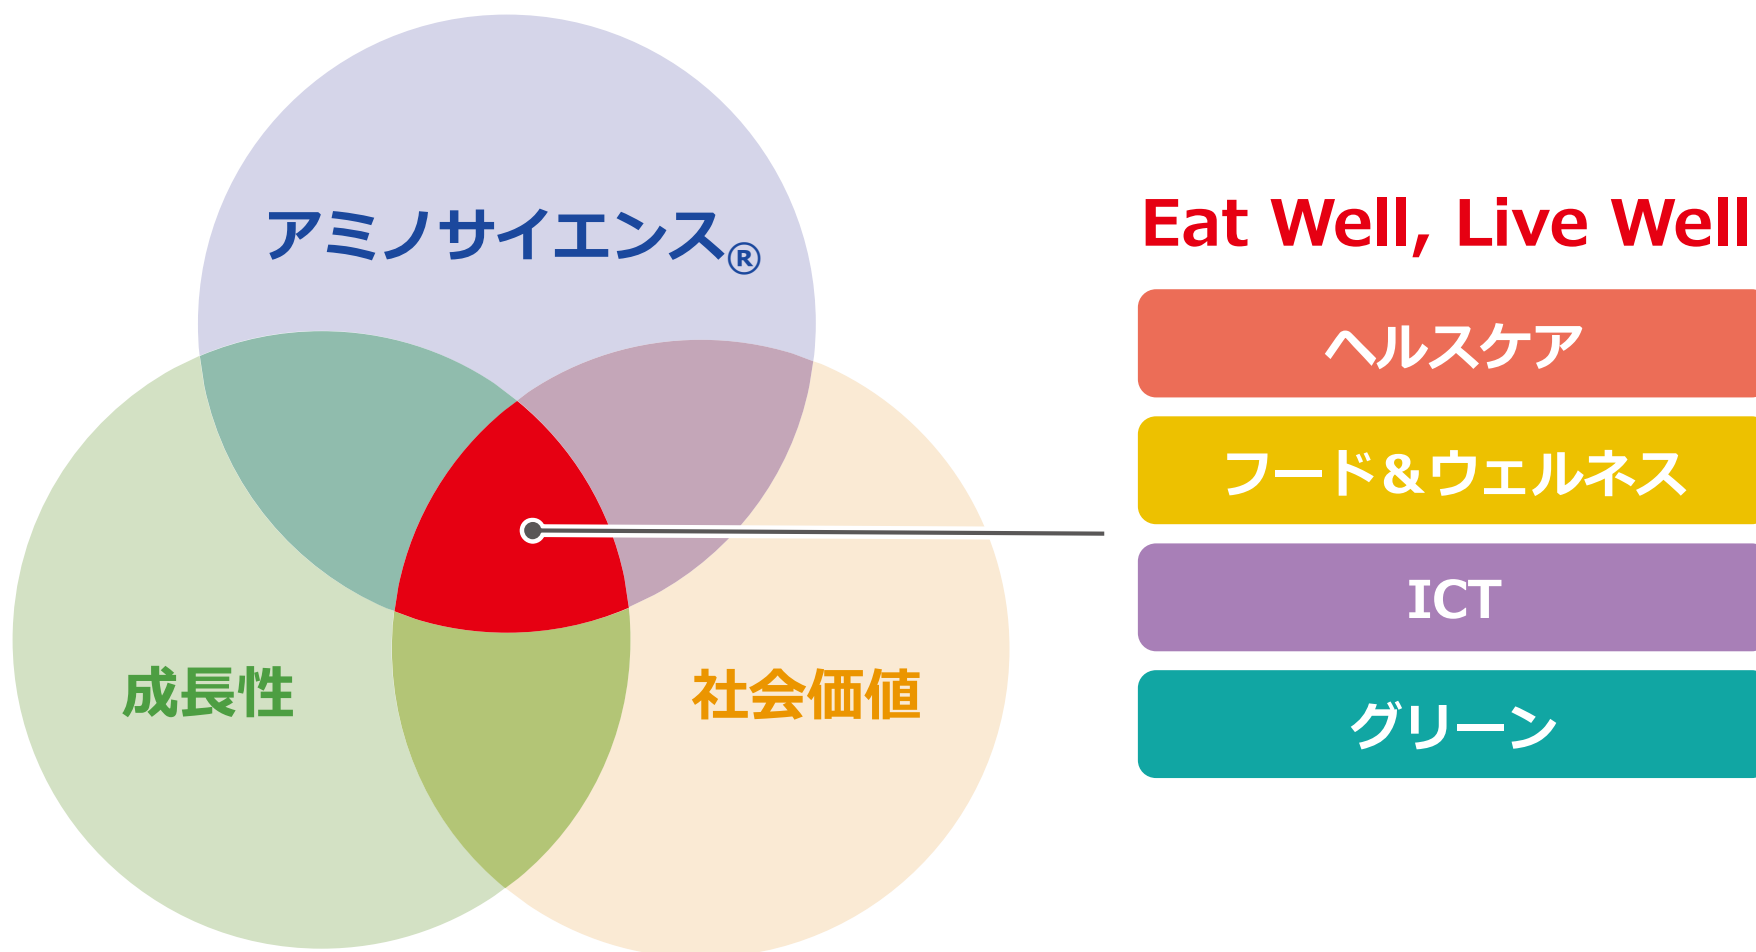 アミノサイエンス®
成長性
社会価値
Eat Well, Live Well
ヘルスケア
フード&ウェルネス
ICT
グリーン